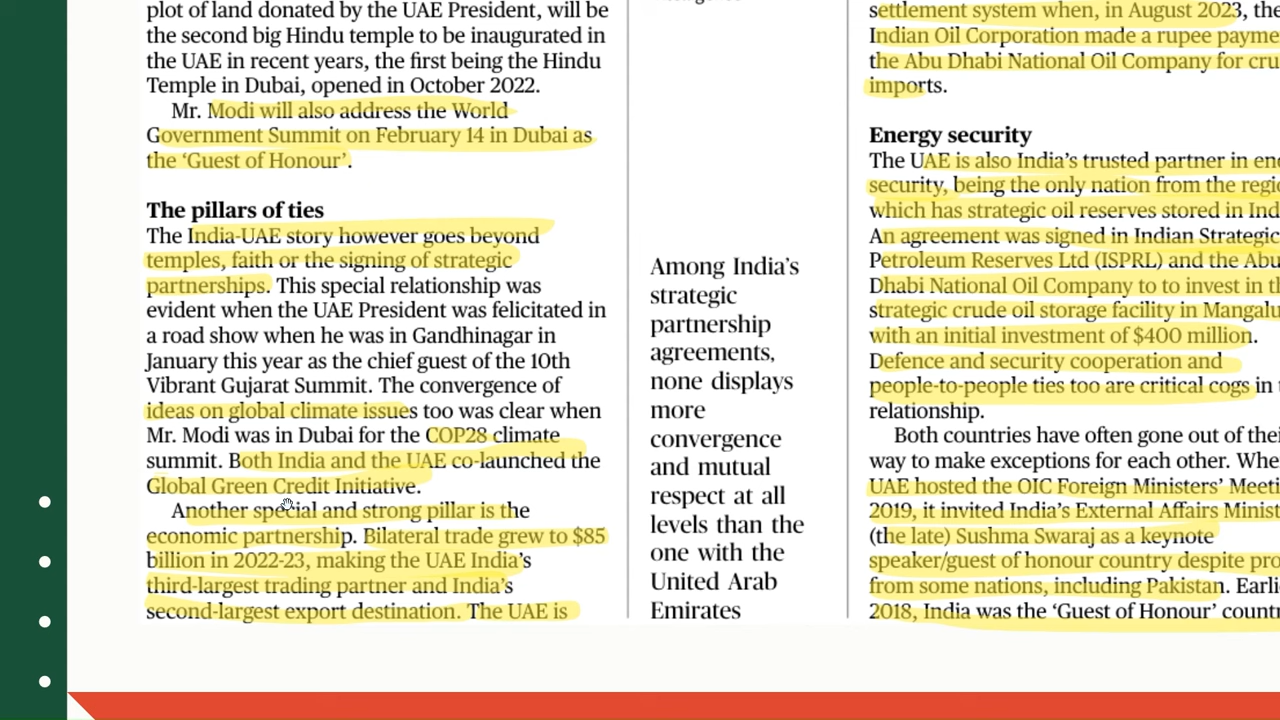 plot of land donated by the UAE President, will be
the second big Hindu temple to be inaugurated in
the UAE in recent years, the first being the Hindu
Temple in Dubai, opened in October 2022.
Mr. Modi will also address the World
Government Summit on February 14 in Dubai as
the ‘Guest of Honour’.
The pillars of ties
The India-UAE story however goes beyond
temples, faith or the signing of strategic
partnerships. This special relationship was
evident when the UAE President was felicitated in
a road show when he was in Gandhinagar in
January this year as the chief guest of the 10th
Vibrant Gujarat Summit. The convergence of
ideas on global climate issues too was clear when
Mr. Modi was in Dubai for the COP28 climate
summit. Both India and the UAE co-launched the
Global Green Credit Initiative.
Another special and strong pillar is the
economic partnership. Bilateral trade grew to $85
billion in 2022-23, making the UAE India’s
third-largest trading partner and India’s
second-largest export destination. The UAE is
Among India’s
strategic
partnership
agreements,
none displays
more
convergence
and mutual
respect at all
levels than the
one with the
United Arab
Emirates
settlement system when, in August 2023, the
Indian Oil Corporation made a rupee
the Abu Dhabi National Oil Company for
imports.
Energy security
The UAE is also India’s trusted partner in
security, being the only nation from the
which has strategic oil reserves stored in
An agreement was signed in Indian Strategic
Petroleum Reserves Ltd (ISPRL) and the Abu
Dhabi National Oil Company to to invest in
strategic crude oil storage facility in
with an initial investment of $400 million.
Defence and security cooperation and
people-to-people ties too are critical cogs in
relationship.
Both countries have often gone out of
way to make exceptions for each other.
UAE hosted the OIC Foreign Ministers’
2019, it invited India’s External Affairs
(the late) Sushma Swaraj as a keynote
speaker/guest of honour country despite
from some nations, including Pakistan.
2018, India was the ‘Guest of Honour’